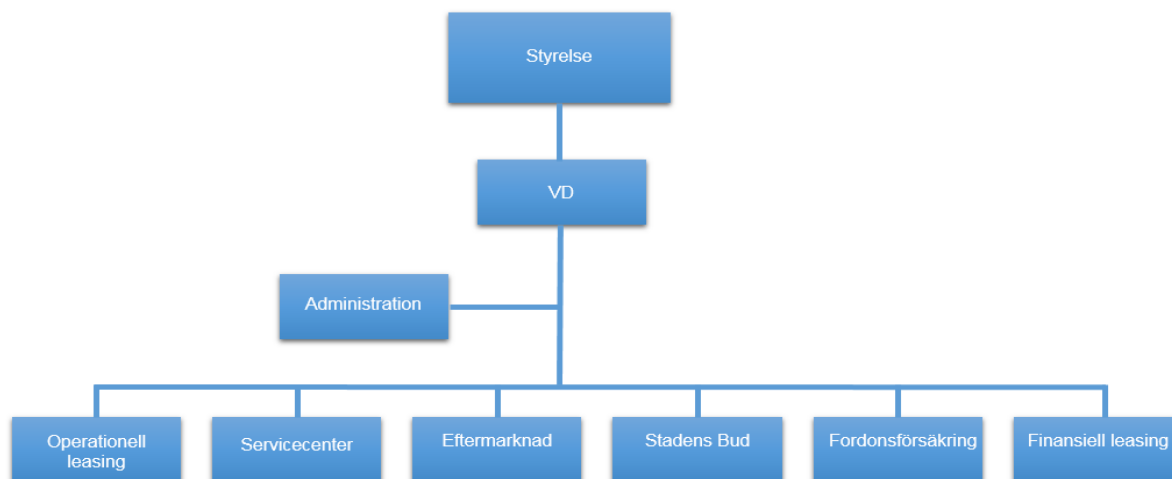 Styrelse
VD
Administration
Operationell
leasing
Servicecenter
Eftermarknad
Stadens Bud
Fordonsförsäkring
Finansiell leasing